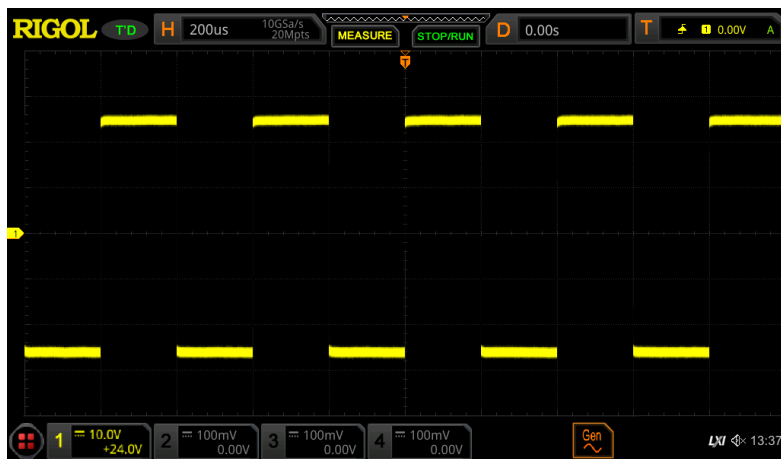 RIGOL T'D H 200us 10GSa/s 20Mpts MEASURE STOP/RUN D 0.00s T 1 0.00V A
T
1
1 10.0V +24.0V 2 100mV 0.00V 3 100mV 0.00V 4 100mV 0.00V Gen LXI 13:37